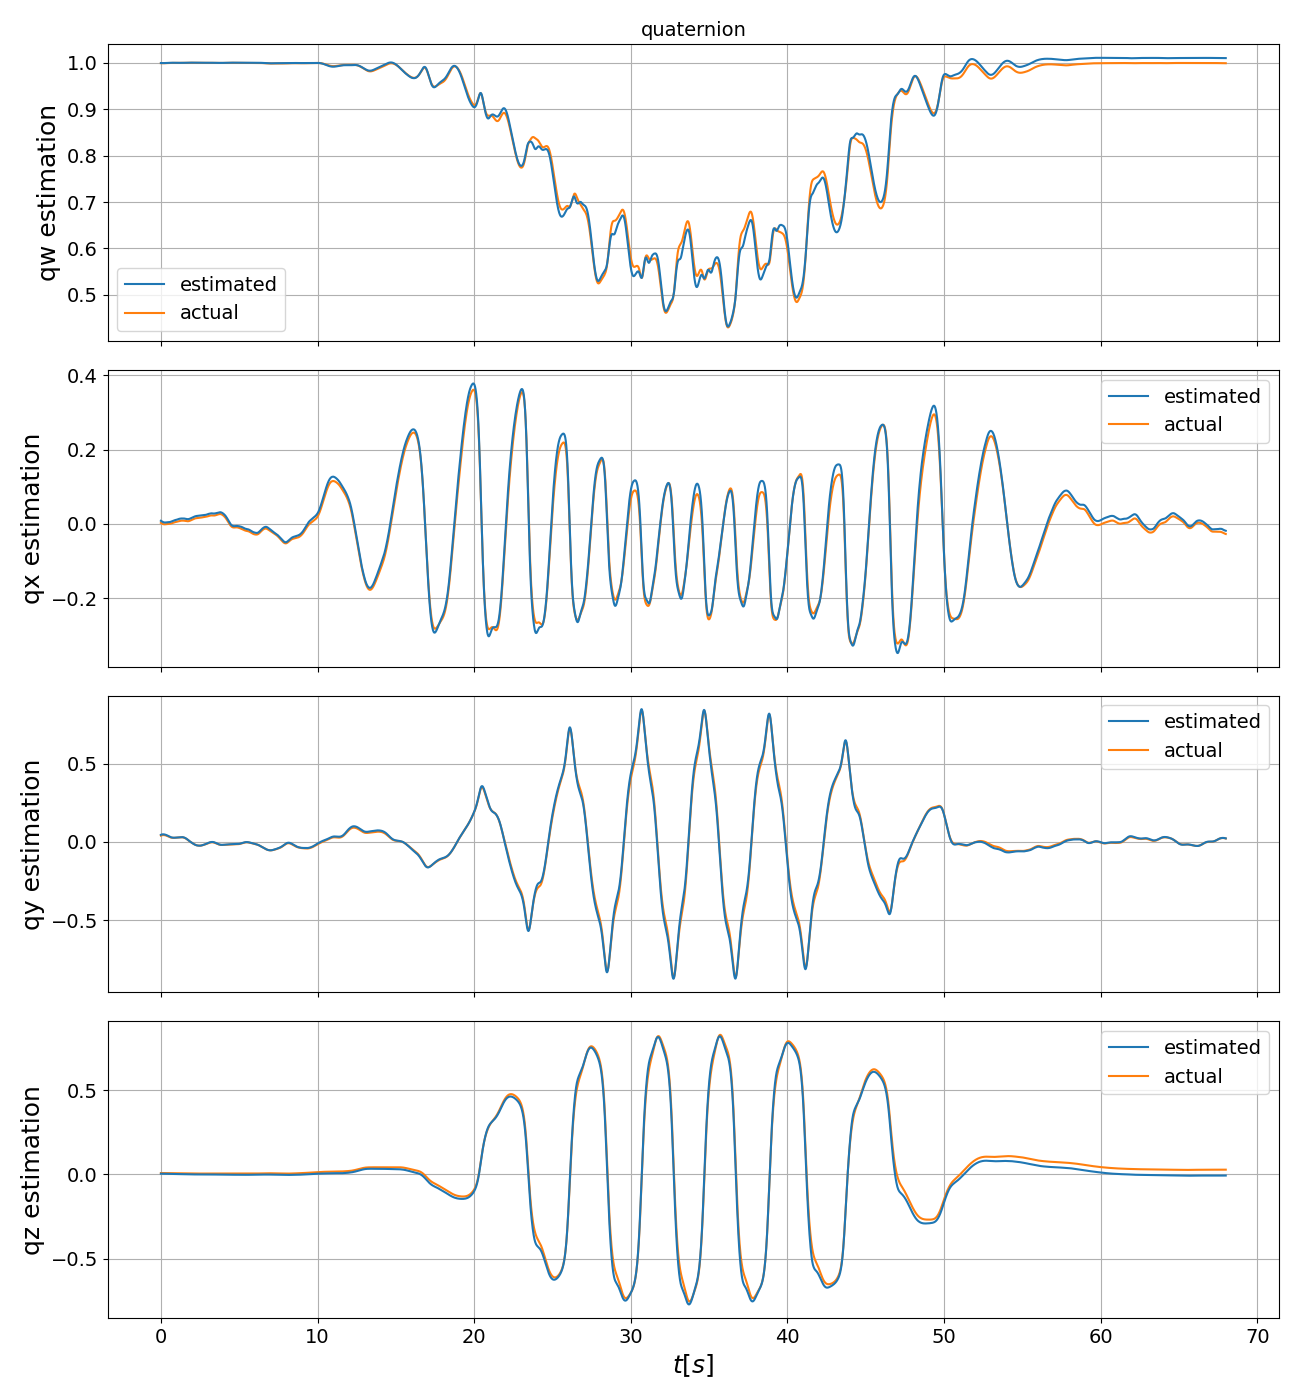 quaternion
qw estimation
1.0
0.9
0.8
0.7
0.6
0.5
estimated
actual
qx estimation
0.4
0.2
0.0
−0.2
estimated
actual
qy estimation
0.5
0.0
−0.5
estimated
actual
qz estimation
0.5
0.0
−0.5
estimated
actual
0 10 20 30 40 50 60 70
t[s]